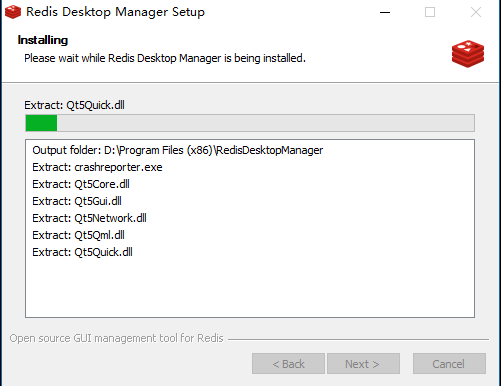 Redis Desktop Manager Setup
Installing
Please wait while Redis Desktop Manager is being installed.
Extract: Qt5Quick.dll
Output folder: D:\Program Files (x86)\RedisDesktopManager
Extract: crashreporter.exe
Extract: Qt5Core.dll
Extract: Qt5Gui.dll
Extract: Qt5Network.dll
Extract: Qt5Qml.dll
Extract: Qt5Quick.dll
Open source GUI management tool for Redis
< Back Next > Cancel